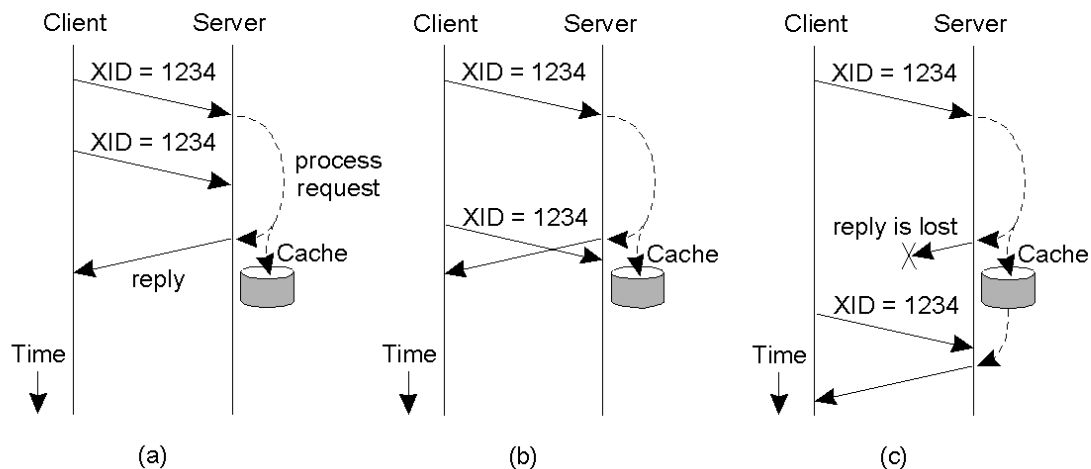 Client Server
XID = 1234
XID = 1234
process
request
Cache
reply
Time
(a)
Client Server
XID = 1234
XID = 1234
Cache
Time
(b)
Client Server
XID = 1234
reply is lost
Cache
XID = 1234
Time
(c)